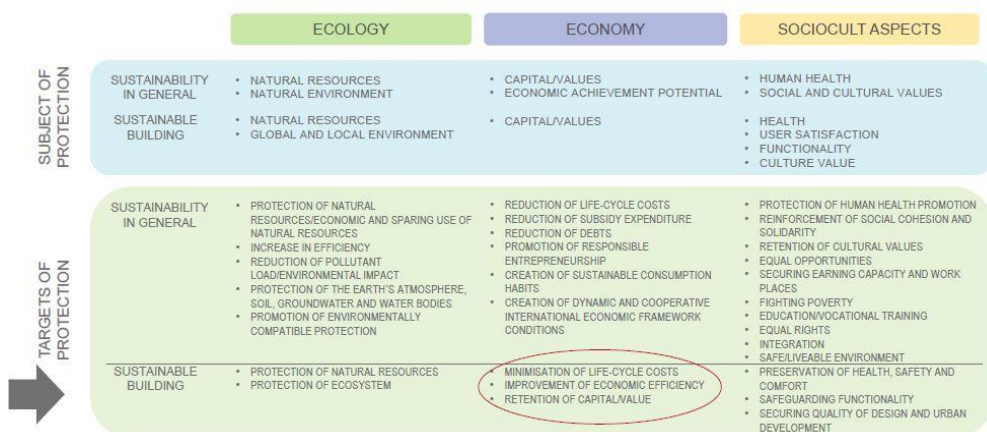 ECOLOGY
ECONOMY
SOCIOCULT ASPECTS
SUBJECT OF
PROTECTION
SUSTAINABILITY
IN GENERAL
• NATURAL RESOURCES
• NATURAL ENVIRONMENT
• CAPITAL/VALUES
• ECONOMIC ACHIEVEMENT POTENTIAL
• HUMAN HEALTH
• SOCIAL AND CULTURAL VALUES
SUSTAINABLE
BUILDING
• NATURAL RESOURCES
• GLOBAL AND LOCAL ENVIRONMENT
• CAPITAL/VALUES
• HEALTH
• USER SATISFACTION
• FUNCTIONALITY
• CULTURE VALUE
TARGETS OF
PROTECTION
SUSTAINABILITY
IN GENERAL
• PROTECTION OF NATURAL
RESOURCES/ECONOMIC AND SPARING USE OF
NATURAL RESOURCES
• INCREASE IN EFFICIENCY
• REDUCTION OF POLLUTANT
LOAD/ENVIRONMENTAL IMPACT
• PROTECTION OF THE EARTH'S ATMOSPHERE,
SOIL, GROUNDWATER AND WATER BODIES
• PROMOTION OF ENVIRONMENTALLY
COMPATIBLE PROTECTION
• REDUCTION OF LIFE-CYCLE COSTS
• REDUCTION OF SUBSIDY EXPENDITURE
• REDUCTION OF DEBTS
• PROMOTION OF RESPONSIBLE
ENTREPRENEURSHIP
• CREATION OF SUSTAINABLE CONSUMPTION
HABITS
• CREATION OF DYNAMIC AND COOPERATIVE
INTERNATIONAL ECONOMIC FRAMEWORK
CONDITIONS
• PROTECTION OF HUMAN HEALTH PROMOTION
• REINFORCEMENT OF SOCIAL COHESION AND
SOLIDARITY
• RETENTION OF CULTURAL VALUES
• EQUAL OPPORTUNITIES
• SECURING EARNING CAPACITY AND WORK
PLACES
• FIGHTING POVERTY
• EDUCATION/VOCATIONAL TRAINING
• EQUAL RIGHTS
• INTEGRATION
• SAFE/LIVEABLE ENVIRONMENT
SUSTAINABLE
BUILDING
• PROTECTION OF NATURAL RESOURCES
• PROTECTION OF ECOSYSTEM
• MINIMISATION OF LIFE-CYCLE COSTS
• IMPROVEMENT OF ECONOMIC EFFICIENCY
• RETENTION OF CAPITAL/VALUE
• PRESERVATION OF HEALTH, SAFETY AND
COMFORT
• SAFEGUARDING FUNCTIONALITY
• SECURING QUALITY OF DESIGN AND URBAN
DEVELOPMENT